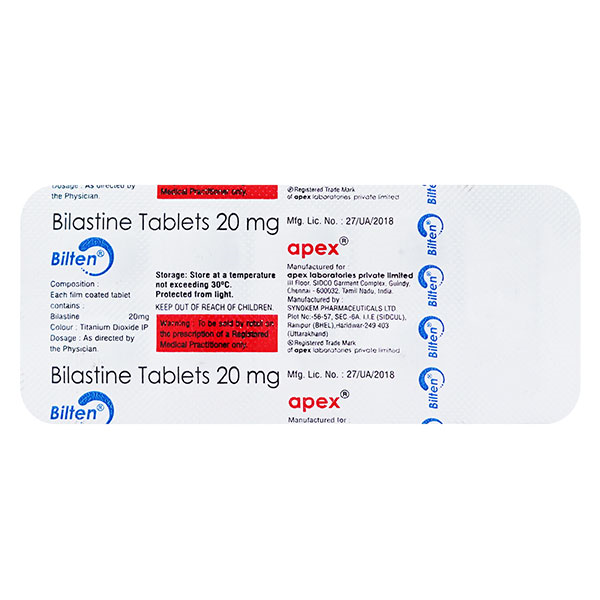 Dosage : As directed by
the Physician.
Medical Practitioner only.
® Registered Trade Mark
of apex laboratories private limited
Bilastine Tablets 20 mg
Mfg. Lic. No. : 27/UA/2018
Bilten®
apex®
Composition :
Each film coated tablet
contains :
Bilastine 20mg
Colour : Titanium Dioxide IP
Dosage : As directed by
the Physician.
Storage: Store at a temperature
not exceeding 30°C.
Protected from light.
KEEP OUT OF REACH OF CHILDREN.
Warning : To be sold by retail on
the prescription of a Registered
Medical Practitioner only.
Manufactured for :
apex laboratories private limited
III Floor, SIDCO Garment Complex, Guindy,
Chennai - 600032, Tamil Nadu, India.
Manufactured by :
SYNOKEM PHARMACEUTICALS LTD
Plot No:-56-57, SEC.-6A, I.I.E (SIDCUL),
Ranipur (BHEL),Haridwar-249 403
(Uttarakhand)
® Registered Trade Mark
of apex laboratories private limited
Bilastine Tablets 20 mg
Mfg. Lic. No. : 27/UA/2018
Bilten®
apex®
Manufactured for :
Bilten®
Bilten®
Bilten®
Bilten®
Bilten®
Bilten®